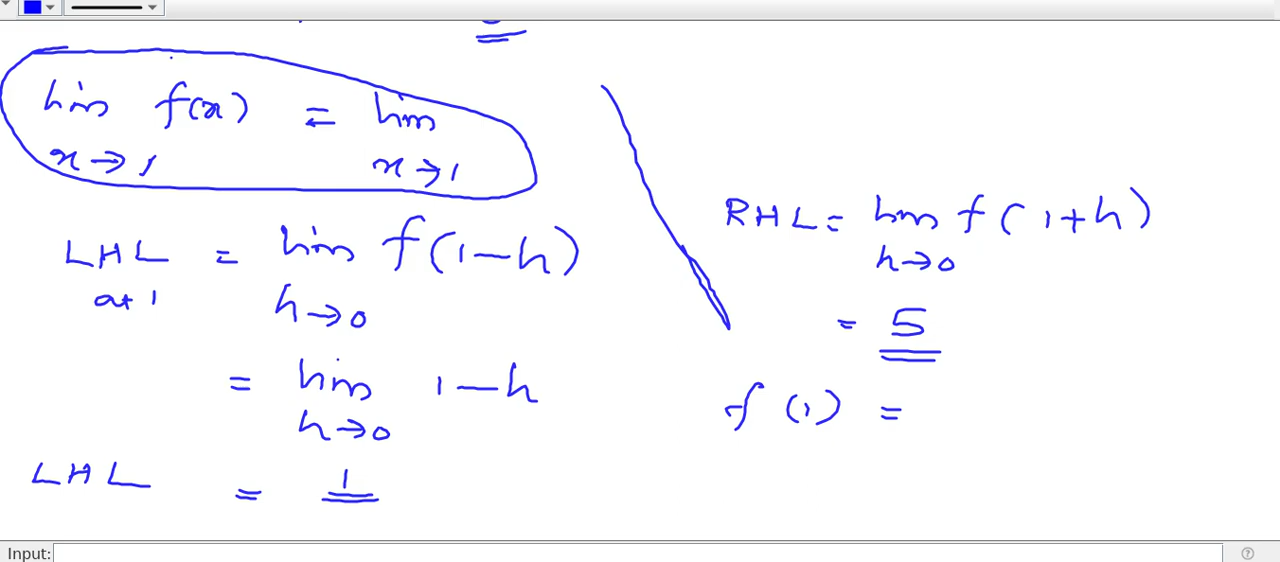 lim f(x) = lim
x→1 x→1
LHL = lim f(1-h)
at 1 h→0
= lim 1-h
h→0
LHL = 1
RHL = lim f(1+h)
h→0
= 5
f(1) =
Input: